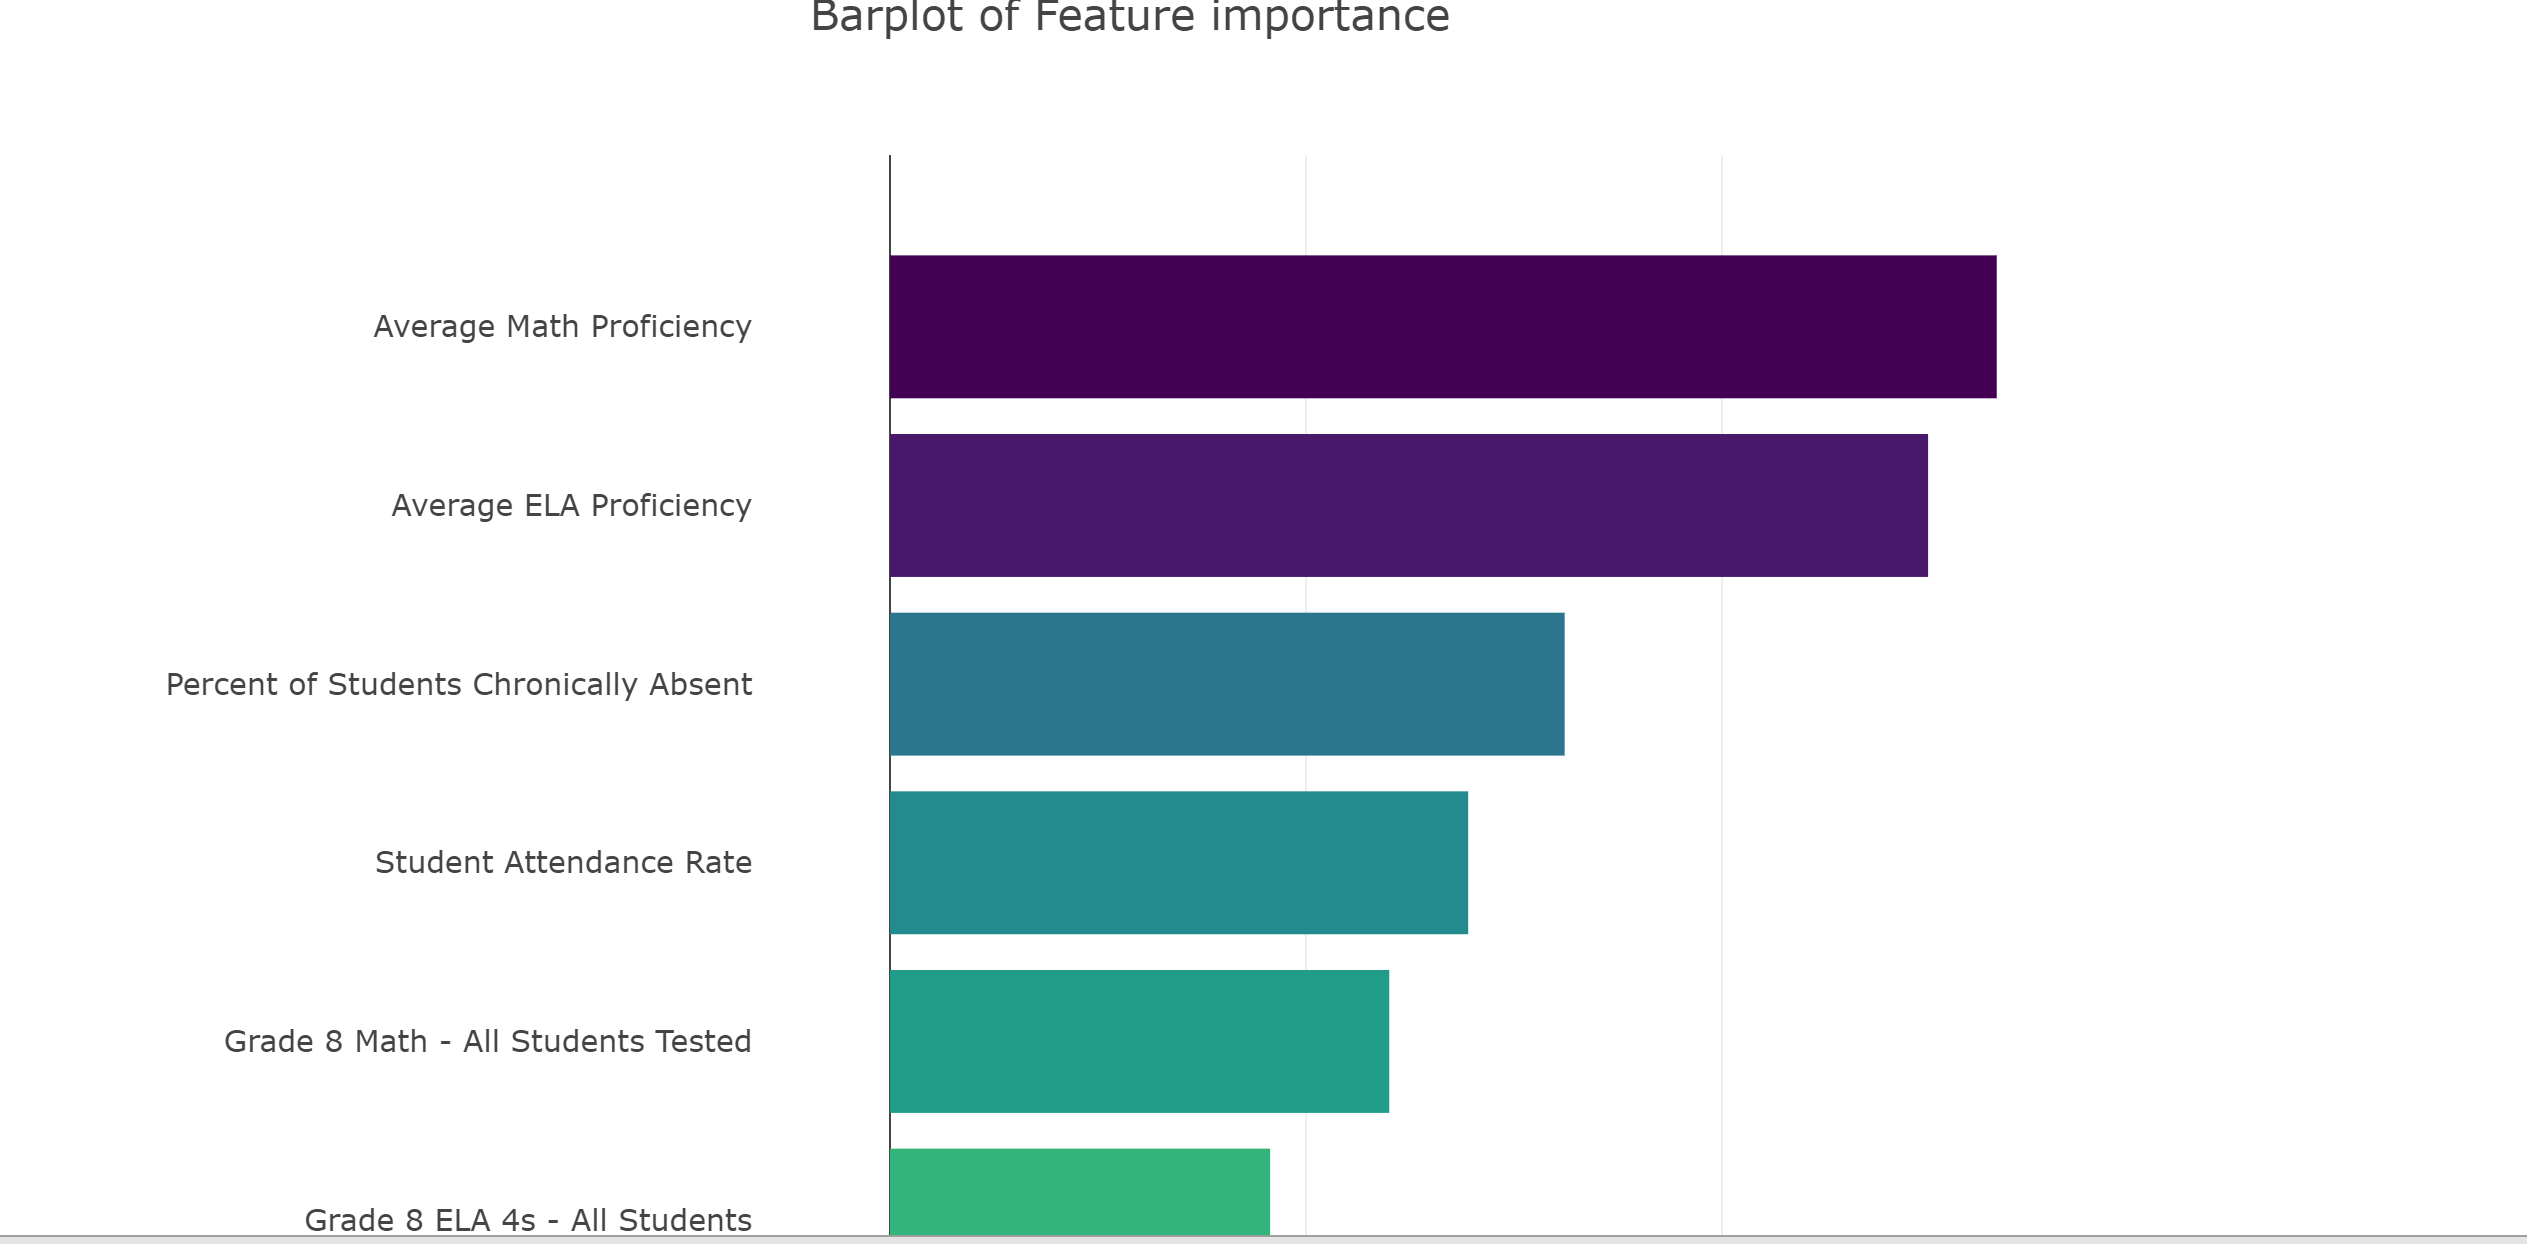 Barplot of Feature importance
Average Math Proficiency
Average ELA Proficiency
Percent of Students Chronically Absent
Student Attendance Rate
Grade 8 Math - All Students Tested
Grade 8 ELA 4s - All Students